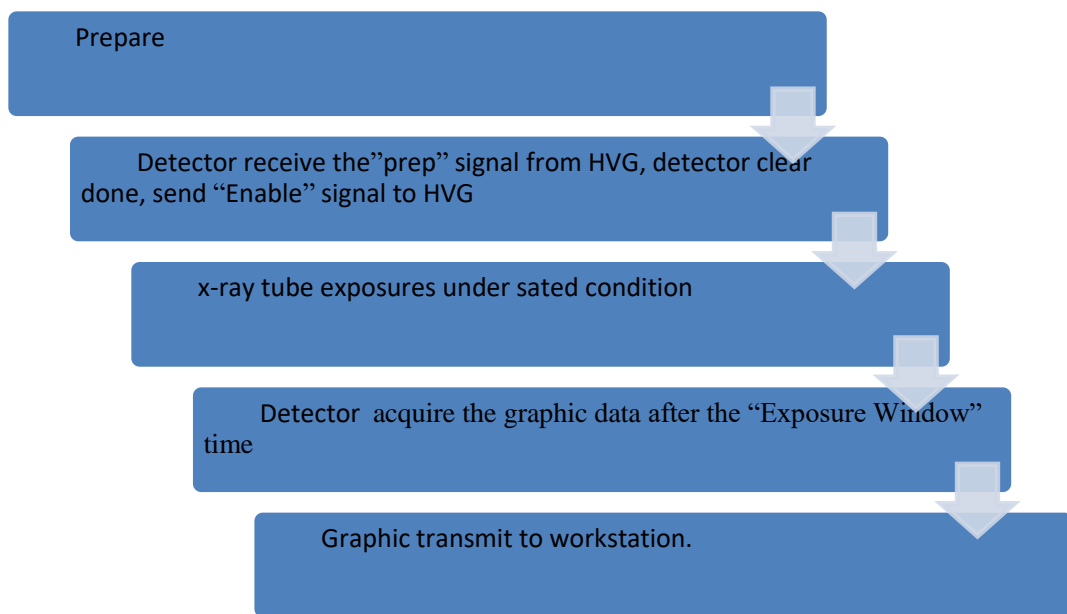 Prepare
Detector receive the”prep” signal from HVG, detector clear
done, send “Enable” signal to HVG
x-ray tube exposures under sated condition
Detector acquire the graphic data after the “Exposure Window”
time
Graphic transmit to workstation.